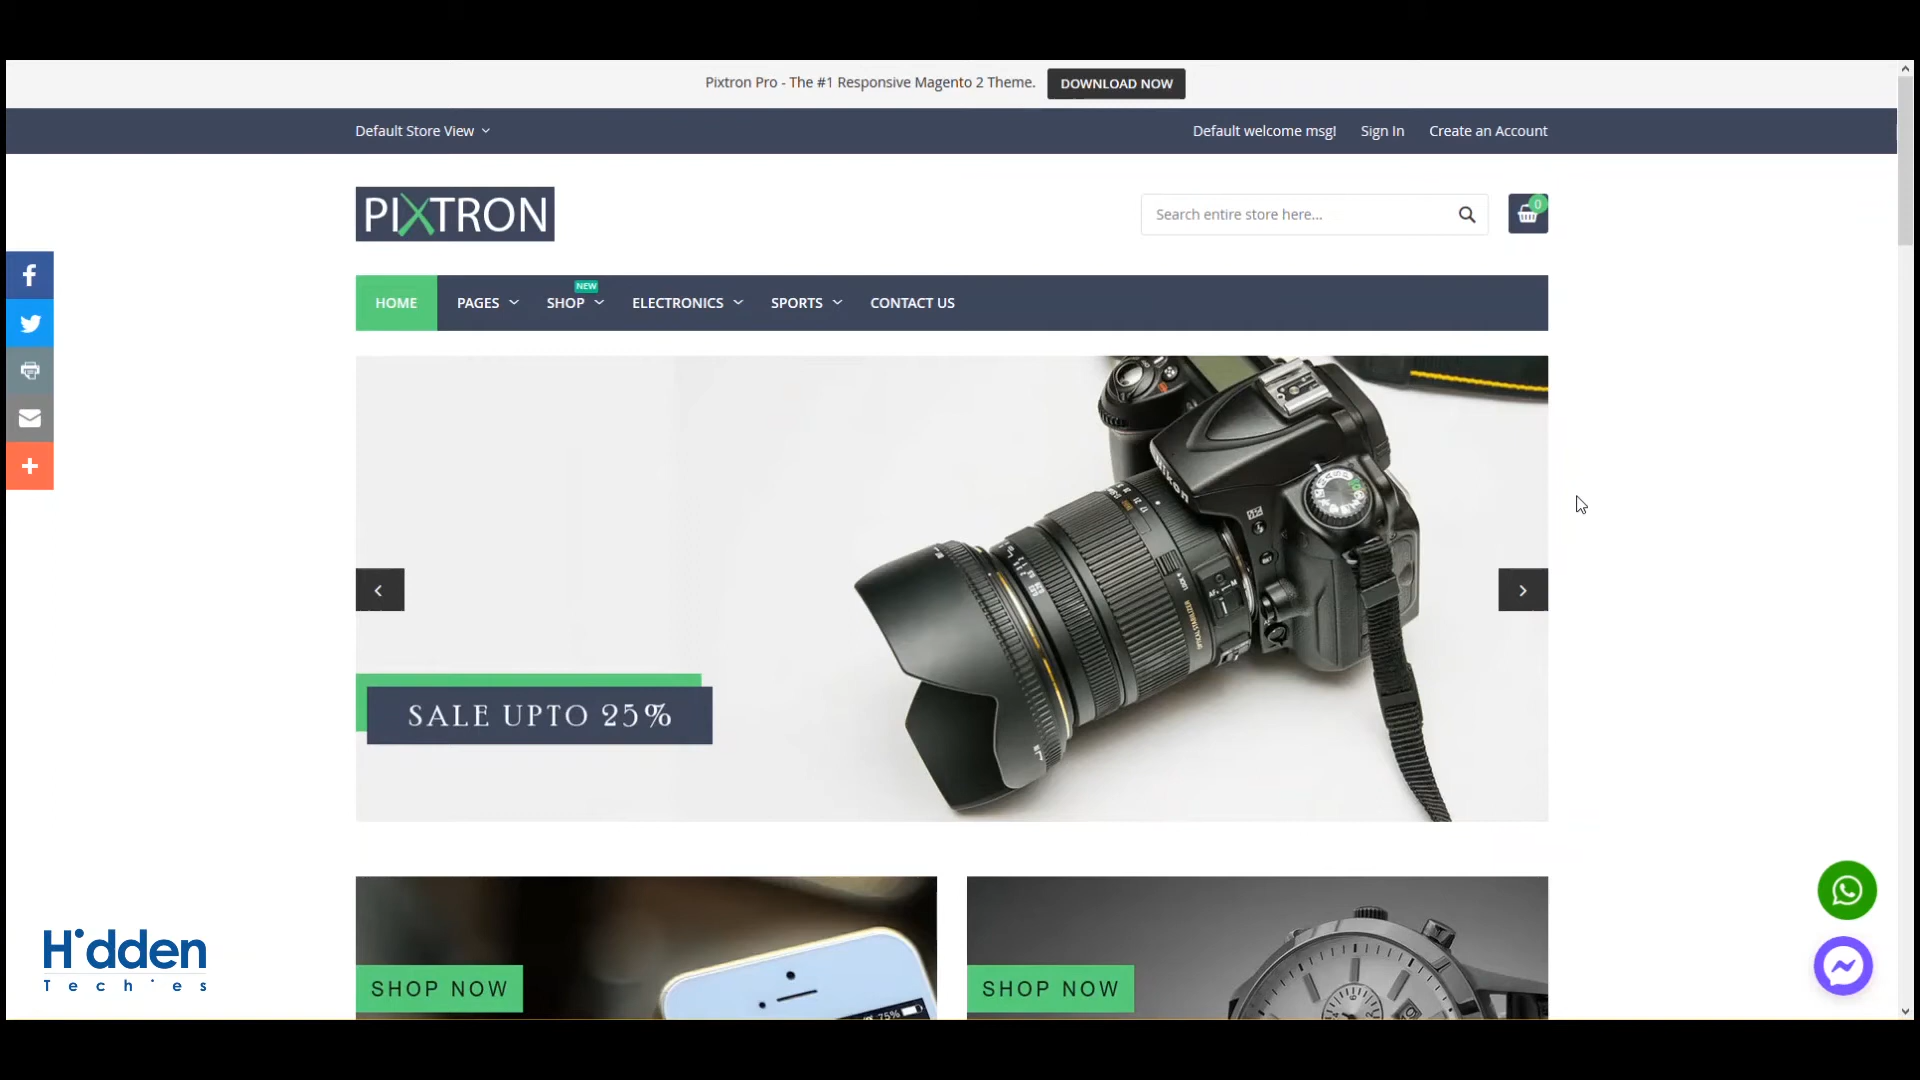 Pixtron Pro - The #1 Responsive Magento 2 Theme. DOWNLOAD NOW
Default Store View Default welcome msg! Sign In Create an Account
PIXTRON Search entire store here... 0
NEW
HOME PAGES SHOP ELECTRONICS SPORTS CONTACT US
SALE UPTO 25%
SHOP NOW SHOP NOW
75%
Hidden
Techies